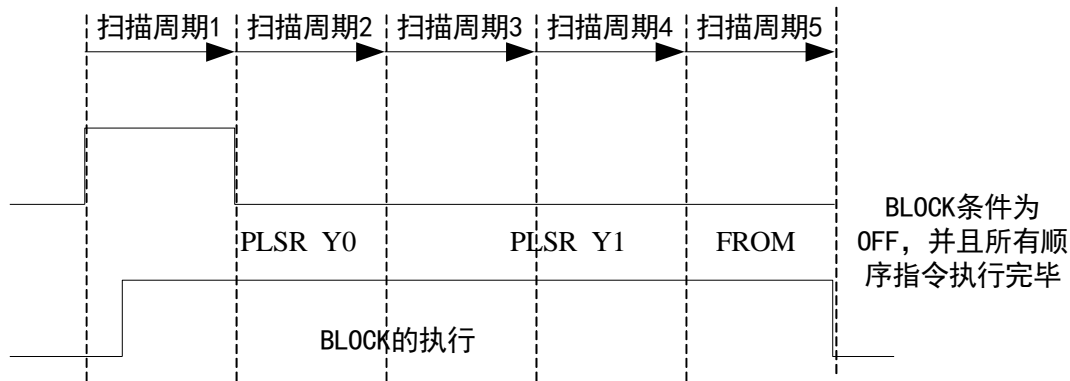 扫描周期1 扫描周期2 扫描周期3 扫描周期4 扫描周期5
BLOCK条件为
OFF，并且所有顺
序指令执行完毕
PLSR Y0 PLSR Y1 FROM
BLOCK的执行